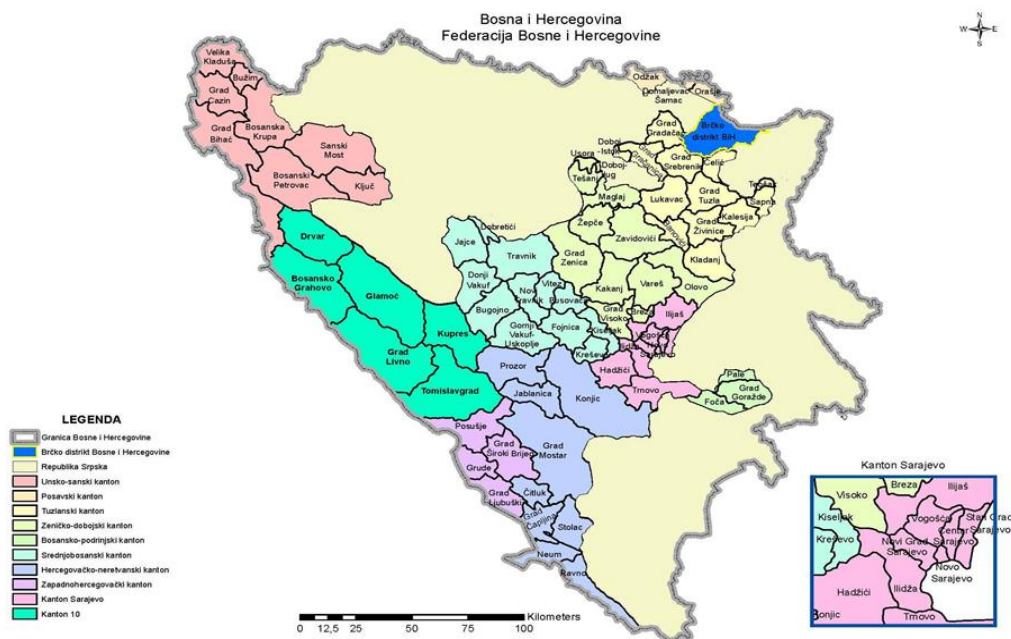 Bosna i Hercegovina
Federacija Bosne i Hercegovine
W N E S
Velika
Kladuša
Bužim
Grad
Cazin
Grad
Bihać
Bosanska
Krupa
Sanski
Most
Bosanski
Petrovac
Ključ
Odžak
Domaljevac
Šamac
Orašje
Grad
Gradačac
Brčko
distrikt BiH
Doboj
Istok
Grad
Gračanica
Usora
Doboj
Jug
Tešanj
Grad
Srebrenik
Čelić
Maglaj
Lukavac
Grad
Tuzla
Teočak
Sapna
Kalesija
Žepče
Zavidovići
Banovići
Grad
Živinice
Kladanj
Drvar
Bosansko
Grahovo
Glamoč
Kupres
Grad
Livno
Tomislavgrad
Dobretići
Jajce
Travnik
Donji
Vakuf
Novi
Travnik
Vitez
Busovača
Bugojno
Gornji
Vakuf-
Uskoplje
Fojnica
Kiseljak
Kreševo
Grad
Zenica
Kakanj
Vareš
Olovo
Grad
Visoko
Breza
Ilijaš
Vogošća
Ilidža
Sarajevo
Hadžići
Trnovo
Pale
Foča
Grad
Goražde
Prozor
Jablanica
Konjic
Posušje
Grad
Široki Brijeg
Grude
Grad
Ljubuški
Grad
Mostar
Čitluk
Grad
Čapljina
Stolac
Neum
Ravno
LEGENDA
Granica Bosne i Hercegovine
Brčko distrikt Bosne i Hercegovine
Republika Srpska
Unsko-sanski kanton
Posavski kanton
Tuzlanski kanton
Zeničko-dobojski kanton
Bosansko-podrinjski kanton
Srednjobosanski kanton
Hercegovačko-neretvanski kanton
Zapadnohercegovački kanton
Kanton Sarajevo
Kanton 10
Kilometers
0 12,5 25 50 75 100
Kanton Sarajevo
Visoko
Breza
Ilijaš
Kiseljak
Kreševo
Vogošća
Stari Grad
Sarajevo
Centar
Sarajevo
Novi Grad
Sarajevo
Novo
Sarajevo
Hadžići
Ilidža
Konjic
Trnovo